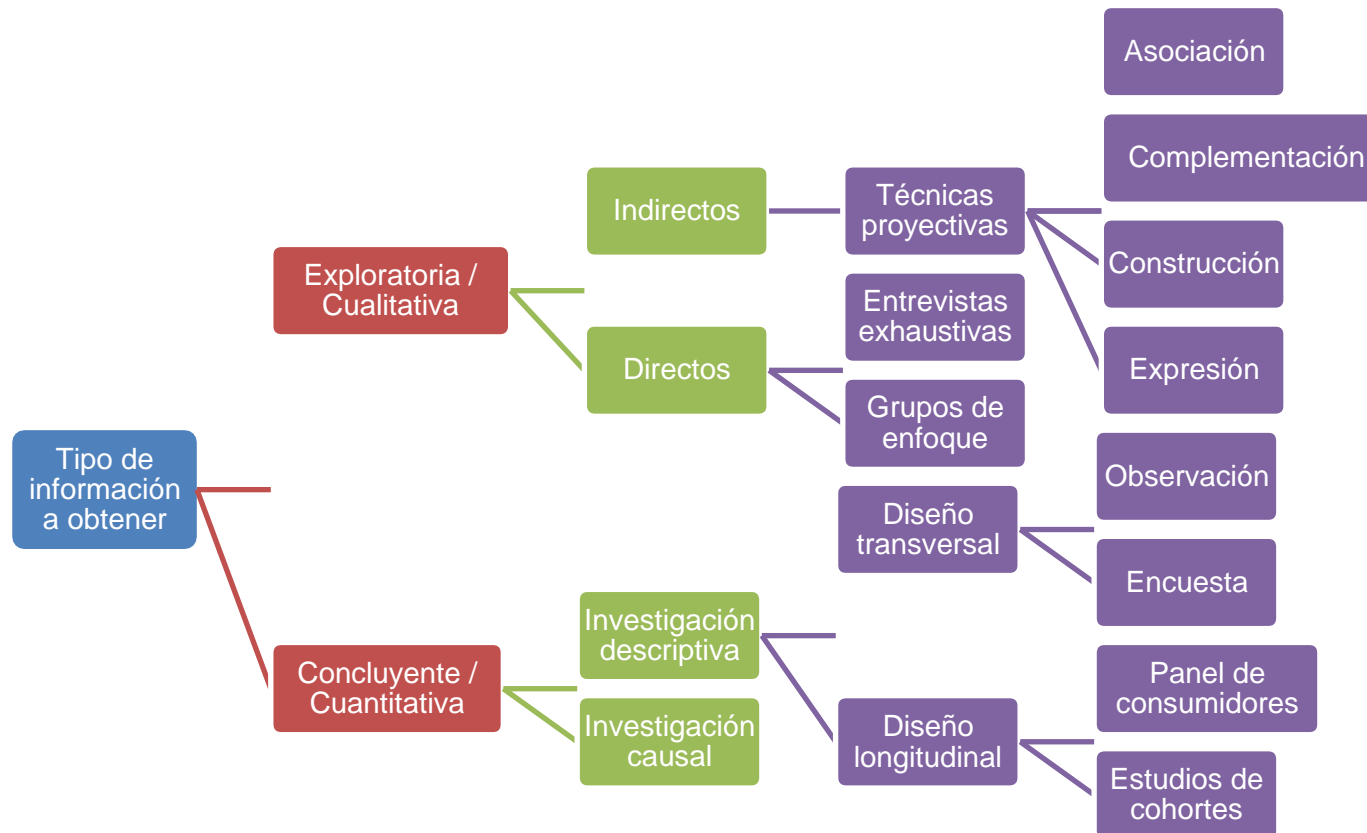 Asociación
Complementación
Indirectos
Técnicas
proyectivas
Construcción
Exploratoria /
Cualitativa
Entrevistas
exhaustivas
Directos
Expresión
Grupos de
enfoque
Tipo de
información
a obtener
Observación
Diseño
transversal
Encuesta
Investigación
descriptiva
Concluyente /
Cuantitativa
Panel de
consumidores
Investigación
causal
Diseño
longitudinal
Estudios de
cohortes